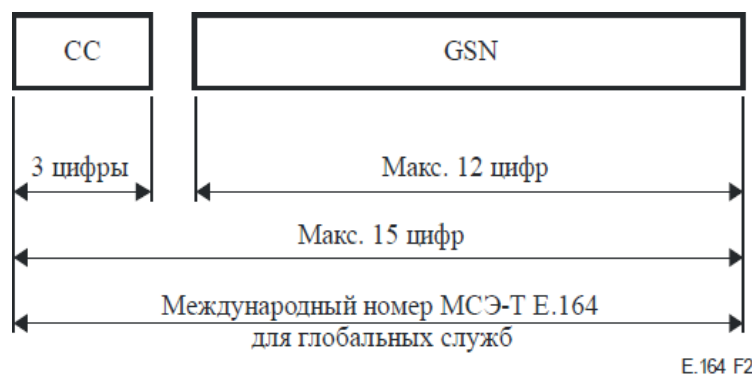 CC GSN
3 цифры Макс. 12 цифр
Макс. 15 цифр
Международный номер МСЭ-Т E.164
для глобальных служб
E.164 F2